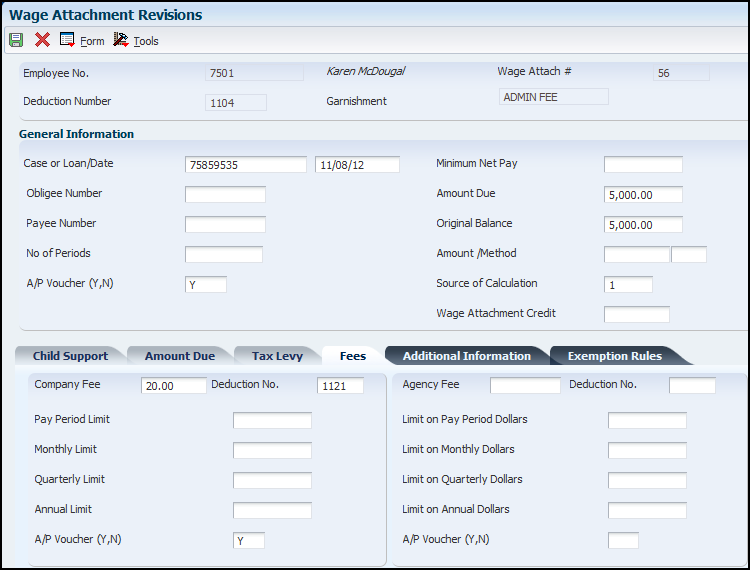 Wage Attachment Revisions
Form Tools
Employee No. 7501 Karen McDougal Wage Attach # 56
Deduction Number 1104 Garnishment ADMIN FEE
General Information
Case or Loan/Date 75859535 11/08/12 Minimum Net Pay
Obligee Number Amount Due 5,000.00
Payee Number Original Balance 5,000.00
No of Periods Amount /Method
A/P Voucher (Y,N) Y Source of Calculation 1
Wage Attachment Credit
Child Support Amount Due Tax Levy Fees Additional Information Exemption Rules
Company Fee 20.00 Deduction No. 1121 Agency Fee Deduction No.
Pay Period Limit Limit on Pay Period Dollars
Monthly Limit Limit on Monthly Dollars
Quarterly Limit Limit on Quarterly Dollars
Annual Limit Limit on Annual Dollars
A/P Voucher (Y,N) Y A/P Voucher (Y,N)